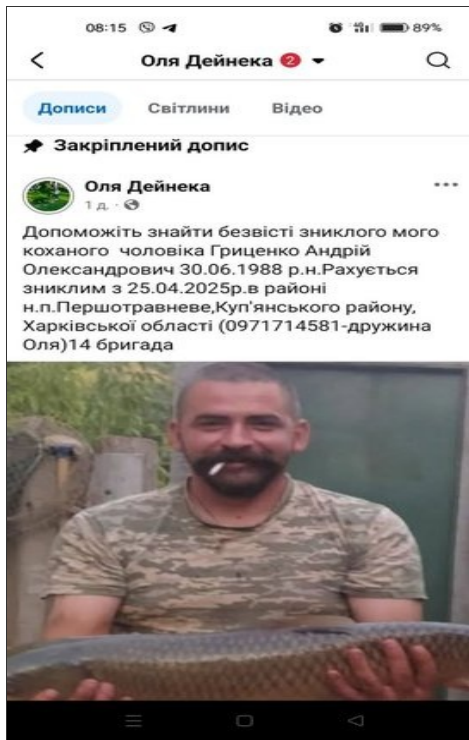 08:15
89%
Оля Дейнека 2
Дописи Світлини Відео
Закріплений допис
Оля Дейнека
1 д.
Допоможіть знайти безвісті зниклого мого
коханого чоловіка Гриценко Андрій
Олександрович 30.06.1988 р.н.Рахується
зниклим з 25.04.2025р.в районі
н.п.Першотравневе,Куп'янського району,
Харківської області (0971714581-дружина
Оля)14 бригада